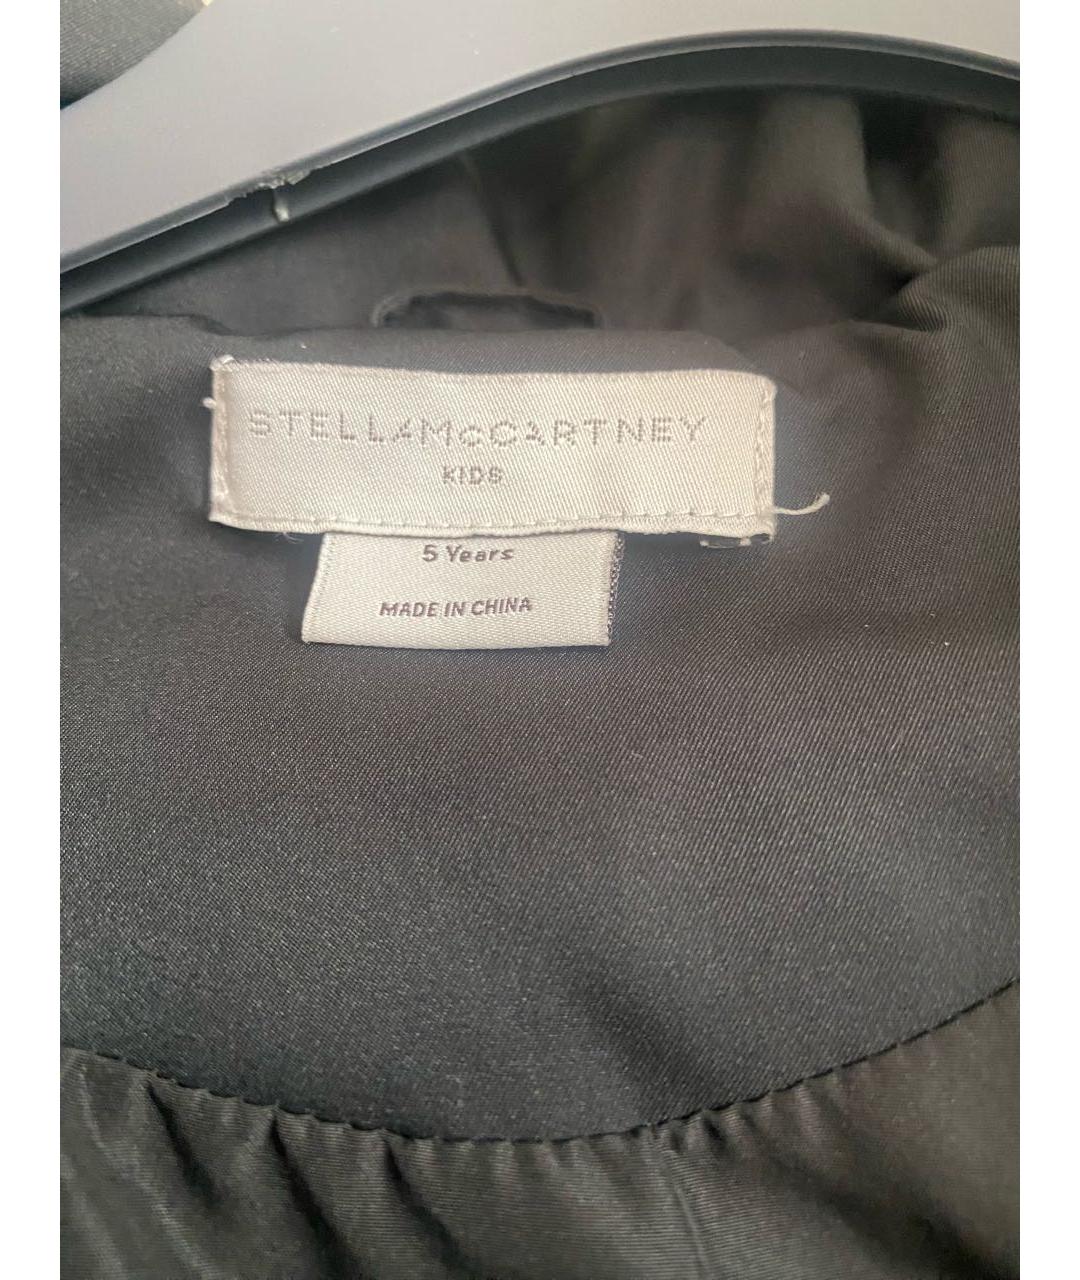 STELLAMcCARTNEY
KIDS
5 Years
MADE IN CHINA